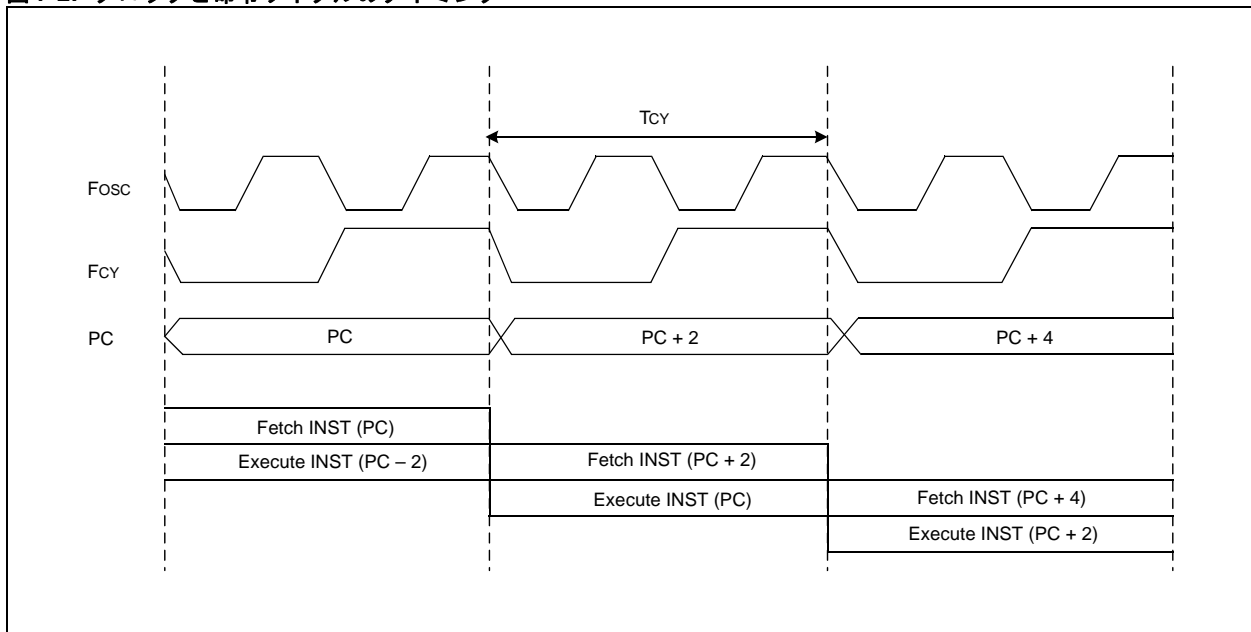 TCY
FOSC
FCY
PC
PC
PC + 2
PC + 4
Fetch INST (PC)
Execute INST (PC – 2)
Fetch INST (PC + 2)
Execute INST (PC)
Fetch INST (PC + 4)
Execute INST (PC + 2)